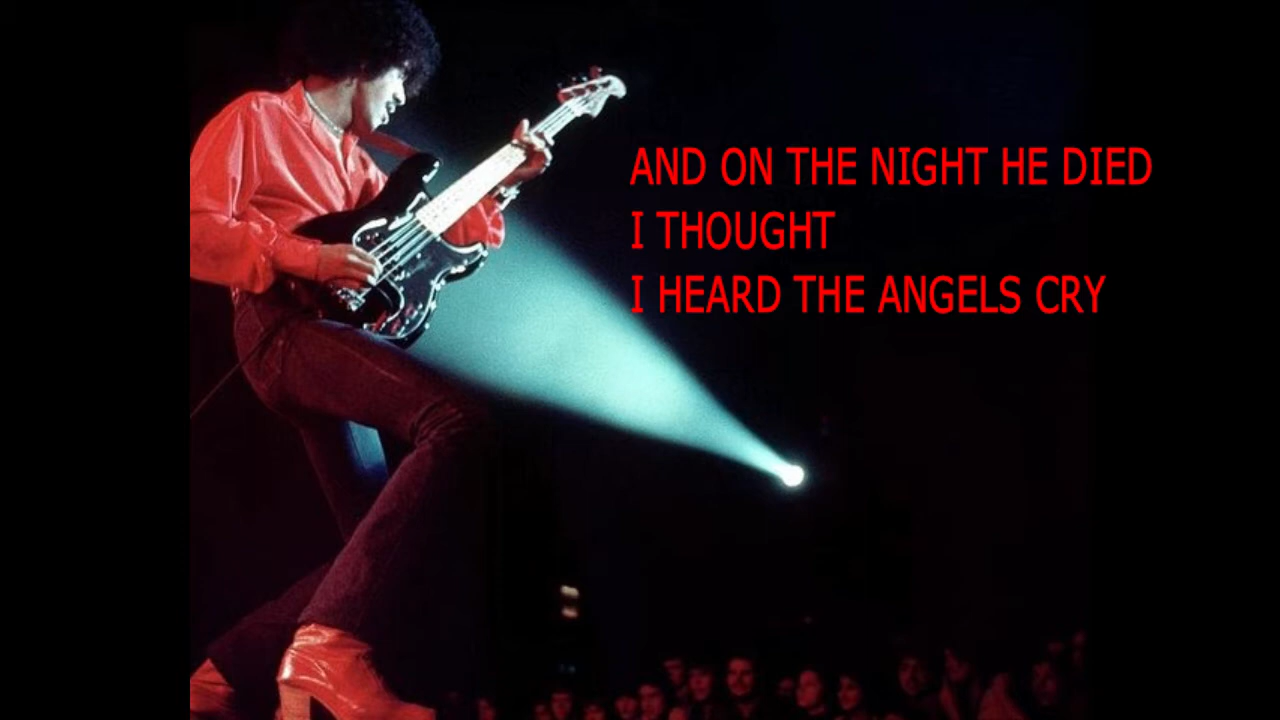 AND ON THE NIGHT HE DIED
I THOUGHT
I HEARD THE ANGELS CRY